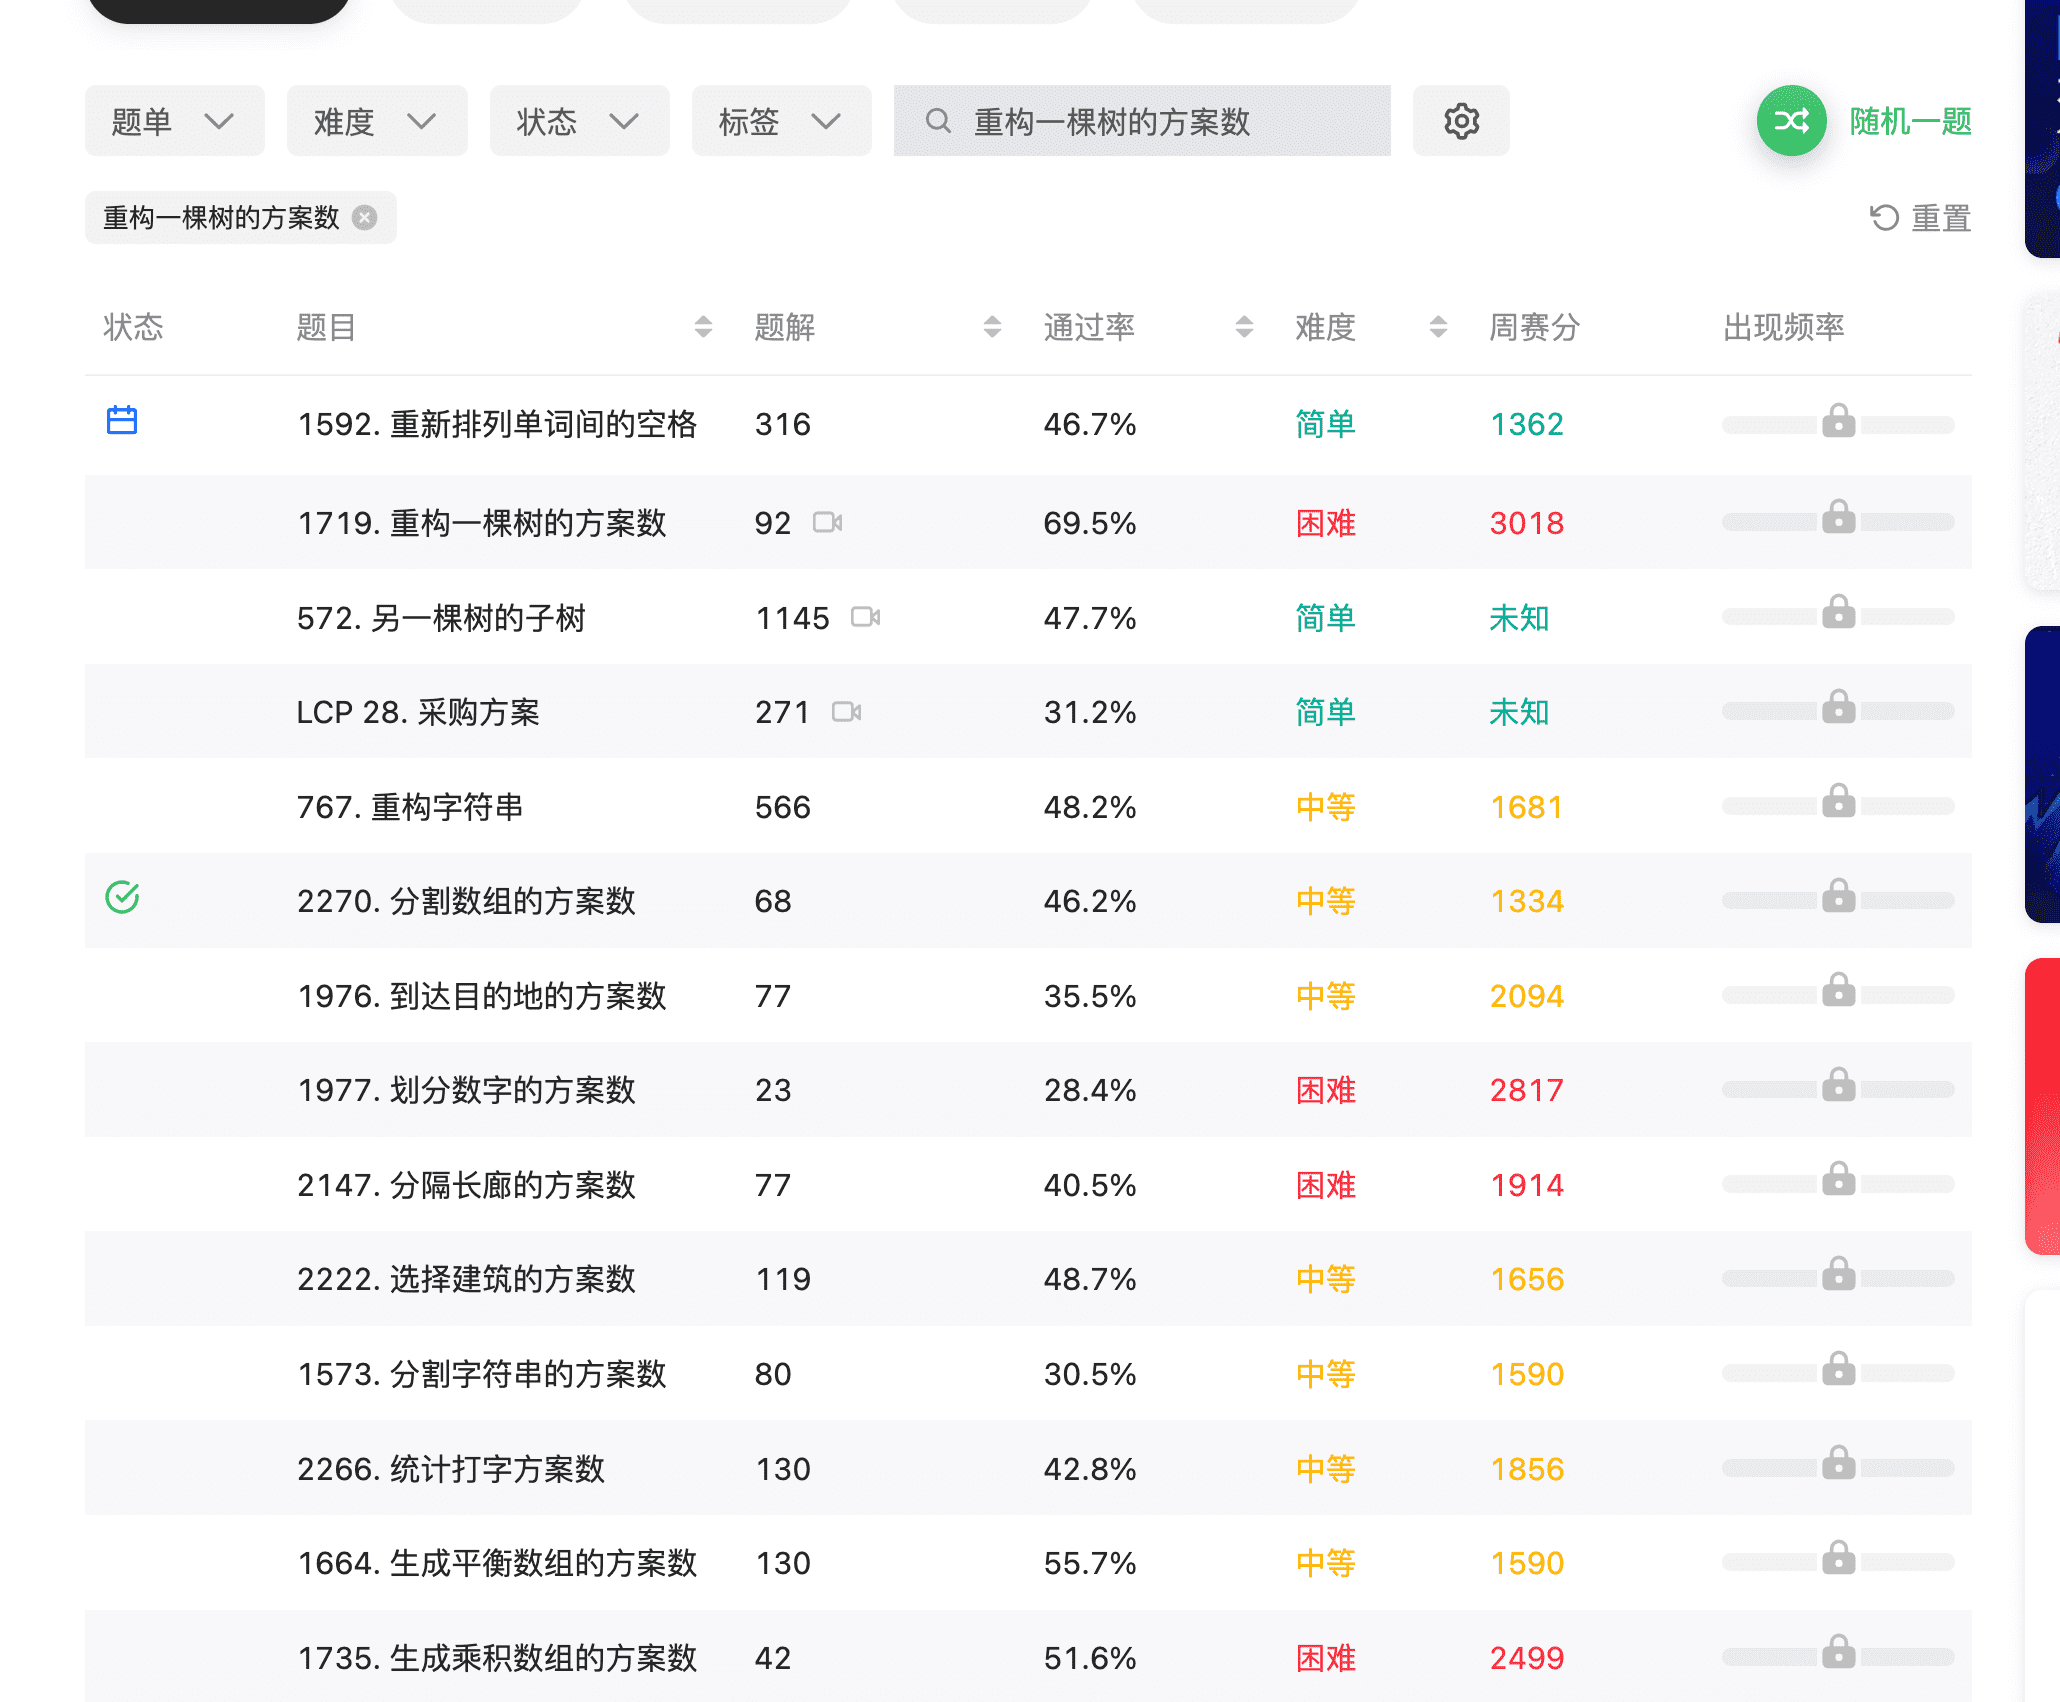 题单 难度 状态 标签 重构一棵树的方案数 随机一题
重构一棵树的方案数 重置
状态 题目 题解 通过率 难度 周赛分 出现频率
1592. 重新排列单词间的空格 316 46.7% 简单 1362
1719. 重构一棵树的方案数 92 69.5% 困难 3018
572. 另一棵树的子树 1145 47.7% 简单 未知
LCP 28. 采购方案 271 31.2% 简单 未知
767. 重构字符串 566 48.2% 中等 1681
2270. 分割数组的方案数 68 46.2% 中等 1334
1976. 到达目的地的方案数 77 35.5% 中等 2094
1977. 划分数字的方案数 23 28.4% 困难 2817
2147. 分隔长廊的方案数 77 40.5% 困难 1914
2222. 选择建筑的方案数 119 48.7% 中等 1656
1573. 分割字符串的方案数 80 30.5% 中等 1590
2266. 统计打字方案数 130 42.8% 中等 1856
1664. 生成平衡数组的方案数 130 55.7% 中等 1590
1735. 生成乘积数组的方案数 42 51.6% 困难 2499